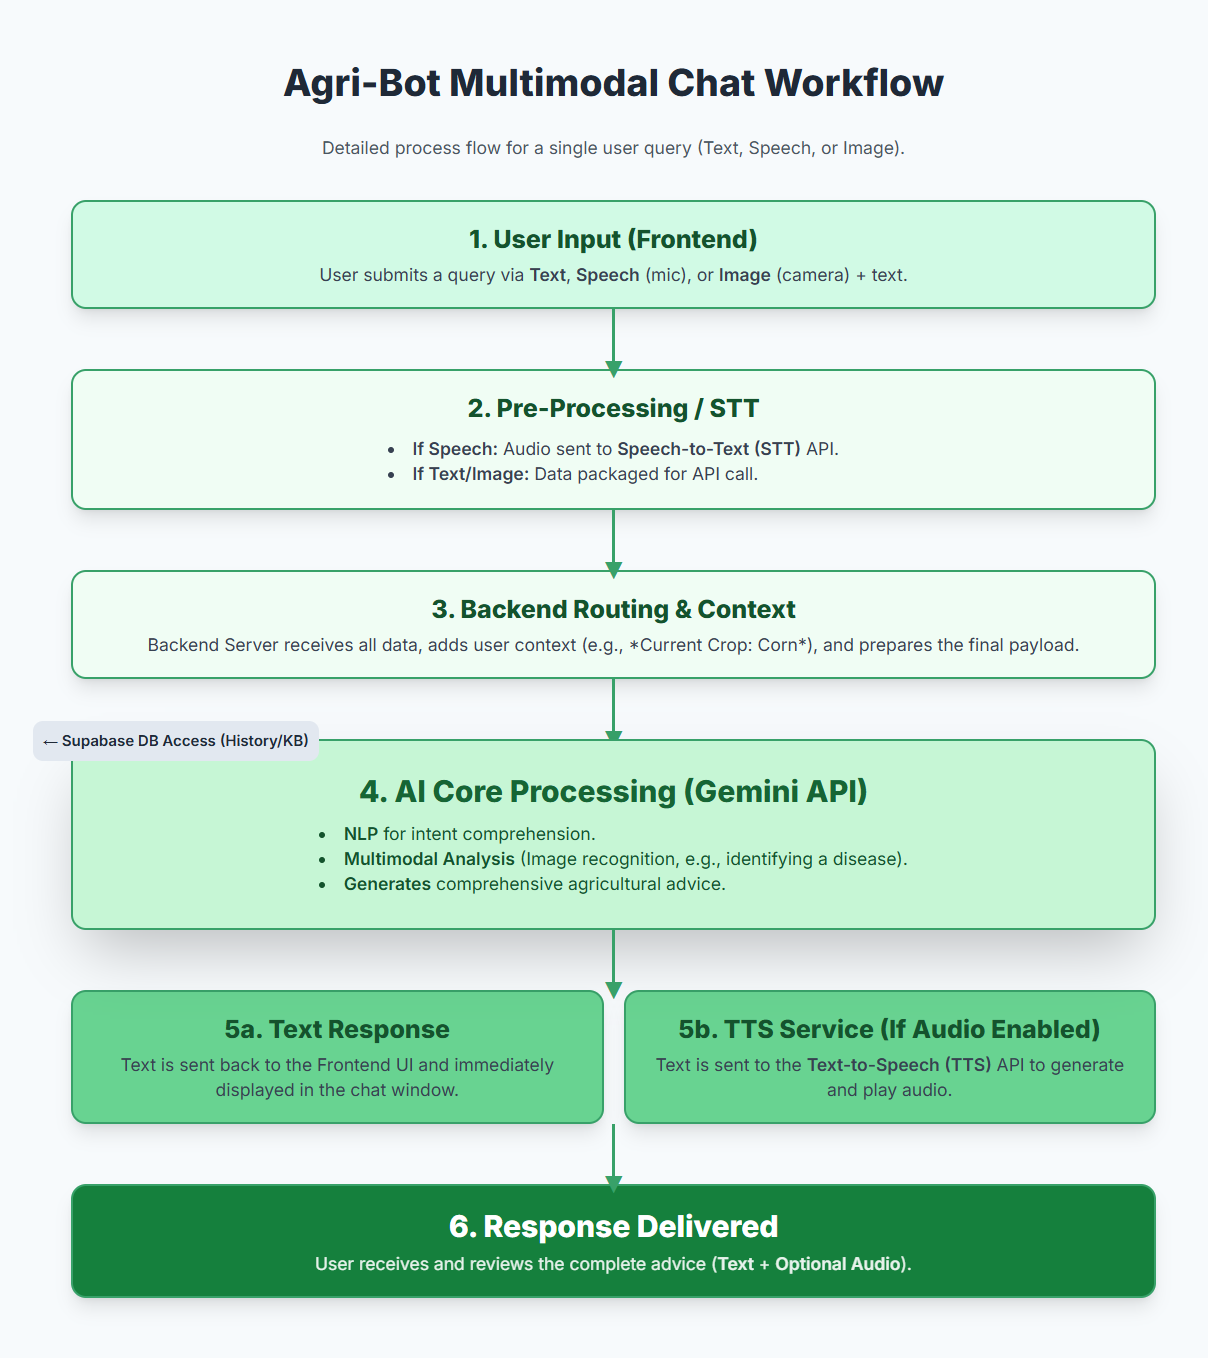 Agri-Bot Multimodal Chat Workflow
Detailed process flow for a single user query (Text, Speech, or Image).
1. User Input (Frontend)
User submits a query via Text, Speech (mic), or Image (camera) + text.
2. Pre-Processing / STT
• If Speech: Audio sent to Speech-to-Text (STT) API.
• If Text/Image: Data packaged for API call.
3. Backend Routing & Context
Backend Server receives all data, adds user context (e.g., *Current Crop: Corn*), and prepares the final payload.
← Supabase DB Access (History/KB)
4. AI Core Processing (Gemini API)
• NLP for intent comprehension.
• Multimodal Analysis (Image recognition, e.g., identifying a disease).
• Generates comprehensive agricultural advice.
5a. Text Response
Text is sent back to the Frontend UI and immediately
displayed in the chat window.
5b. TTS Service (If Audio Enabled)
Text is sent to the Text-to-Speech (TTS) API to generate
and play audio.
6. Response Delivered
User receives and reviews the complete advice (Text + Optional Audio).